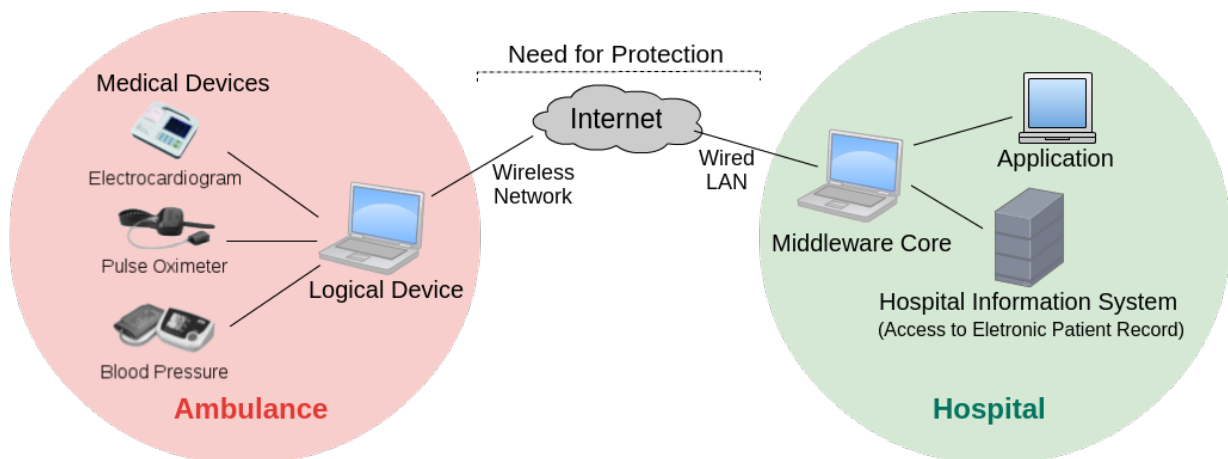 Need for Protection
Medical Devices
Electrocardiogram
Pulse Oximeter
Blood Pressure
Logical Device
Ambulance
Wireless
Network
Internet
Wired
LAN
Middleware Core
Application
Hospital Information System
(Access to Eletronic Patient Record)
Hospital